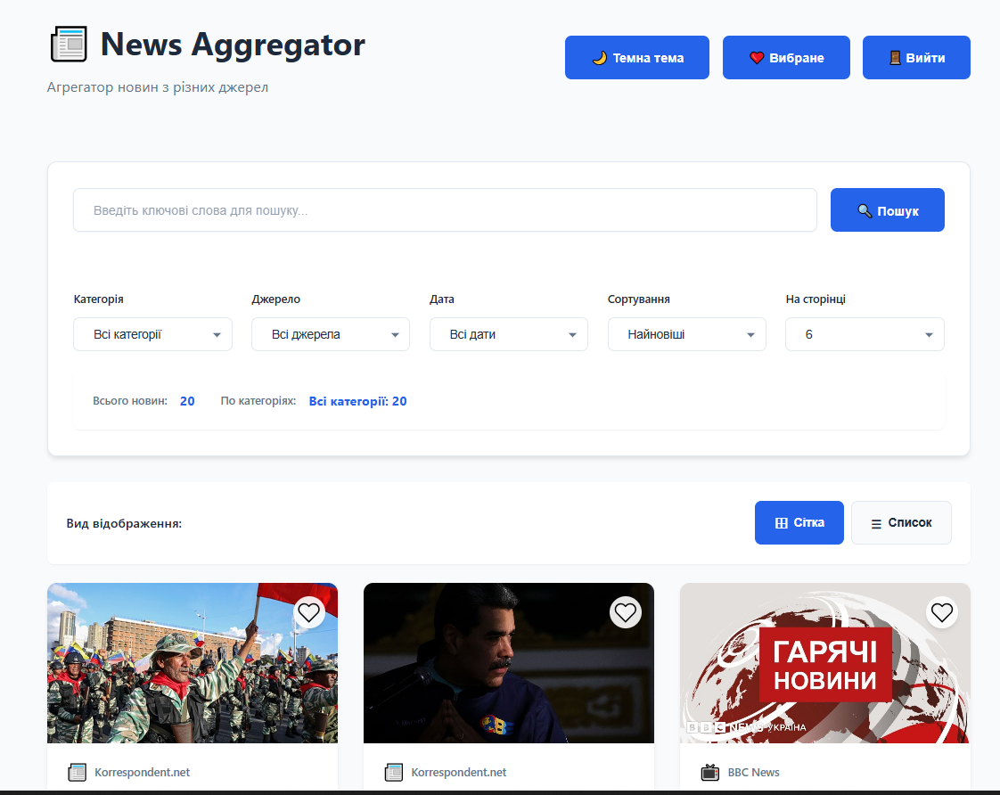 News Aggregator
Агрегатор новин з різних джерел
Темна тема
Вибране
Вийти
Введіть ключові слова для пошуку...
Пошук
Категорія
Джерело
Дата
Сортування
На сторінці
Всі категорії
Всі джерела
Всі дати
Найновіші
6
Всього новин: 20
По категоріях: Всі категорії: 20
Вид відображення:
Сітка
Список
ГАРЯЧІ
НОВИНИ
BBC NEWS УКРАЇНА
Korrespondent.net
Korrespondent.net
BBC News